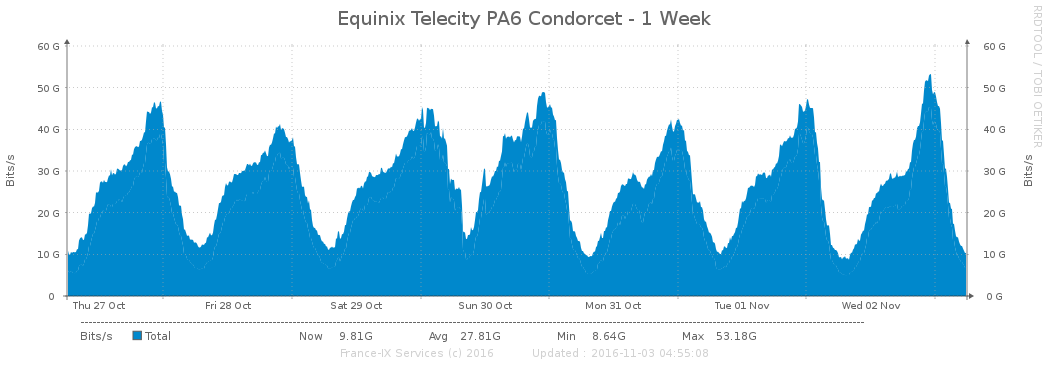 Equinix Telecity PA6 Condorcet - 1 Week
RRDTOOL / TOBI OETIKER
Bits/s
60 G
50 G
40 G
30 G
20 G
10 G
0
60 G
50 G
40 G
30 G
20 G
10 G
0 G
Bits/s
Thu 27 Oct Fri 28 Oct Sat 29 Oct Sun 30 Oct Mon 31 Oct Tue 01 Nov Wed 02 Nov
Bits/s Total Now 9.81G Avg 27.81G Min 8.64G Max 53.18G
France-IX Services (c) 2016 Updated : 2016-11-03 04:55:08